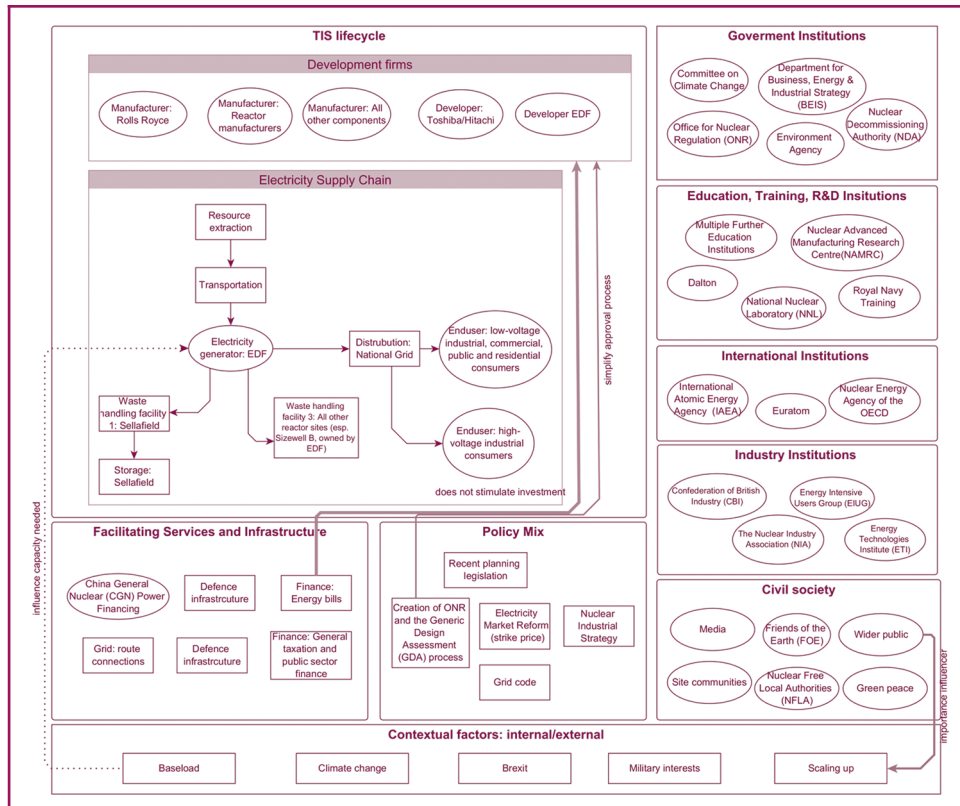 TIS lifecycle
Development firms
Manufacturer:
Rolls Royce
Manufacturer:
Reactor
manufacturers
Manufacturer: All
other components
Developer:
Toshiba/Hitachi
Developer EDF
Electricity Supply Chain
Resource
extraction
Transportation
Electricity
generator: EDF
Distrubution:
National Grid
Enduser: low-voltage
industrial, commercial,
public and residential
consumers
Waste
handling facility
1: Sellafield
Waste handling
facility 3: All other
reactor sites (esp.
Sizewell B, owned by
EDF)
Enduser: high-
voltage industrial
consumers
Storage:
Sellafield
does not stimulate investment
simplify approval process
influence capacity needed
Facilitating Services and Infrastructure
China General
Nuclear (CGN) Power
Financing
Defence
infrastrcuture
Finance:
Energy bills
Grid: route
connections
Defence
infrastrcuture
Finance: General
taxation and
public sector
finance
Policy Mix
Recent planning
legislation
Creation of ONR
and the Generic
Design
Assessment
(GDA) process
Electricity
Market Reform
(strike price)
Nuclear
Industrial
Strategy
Grid code
Goverment Institutions
Committee on
Climate Change
Department for
Business, Energy &
Industrial Strategy
(BEIS)
Office for Nuclear
Regulation (ONR)
Environment
Agency
Nuclear
Decommissioning
Authority (NDA)
Education, Training, R&D Insitutions
Multiple Further
Education
Institutions
Nuclear Advanced
Manufacturing Research
Centre(NAMRC)
Dalton
National Nuclear
Laboratory (NNL)
Royal Navy
Training
International Institutions
International
Atomic Energy
Agency (IAEA)
Euratom
Nuclear Energy
Agency of the
OECD
Industry Institutions
Confederation of British
Industry (CBI)
Energy Intensive
Users Group (EIUG)
The Nuclear Industry
Association (NIA)
Energy
Technologies
Institute (ETI)
Civil society
Media
Friends of the
Earth (FOE)
Wider public
Site communities
Nuclear Free
Local Authorities
(NFLA)
Green peace
importance influencer
Contextual factors: internal/external
Baseload
Climate change
Brexit
Military interests
Scaling up